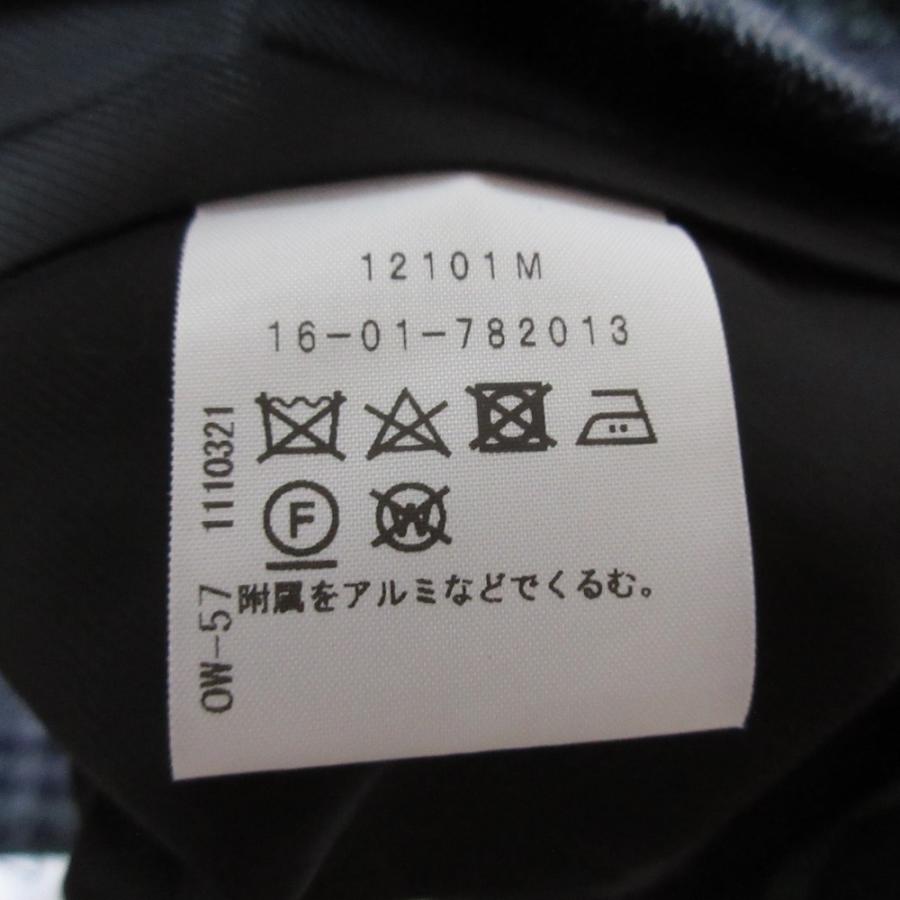 12101M
16-01-782013
F
W
附属をアルミなどでくるむ。
OW-57 1110321